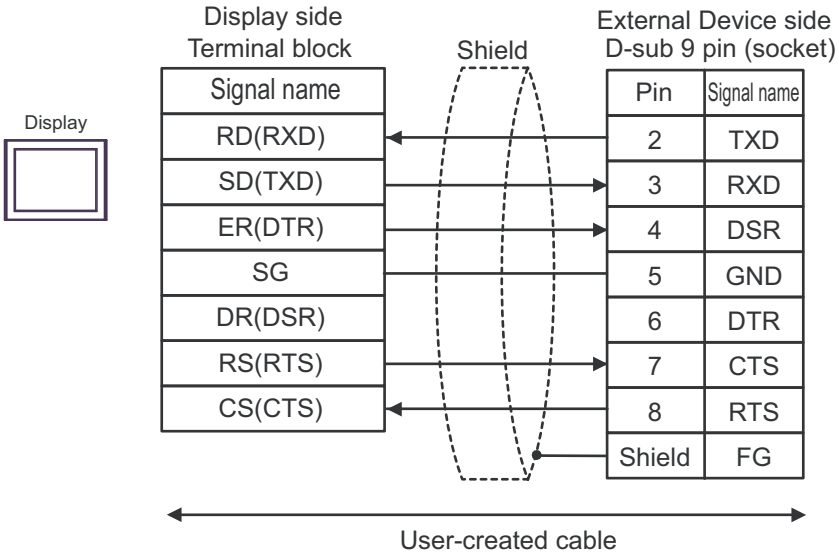 Display side
Terminal block
Shield
External Device side
D-sub 9 pin (socket)
Display
Signal name
Pin Signal name
RD(RXD) 2 TXD
SD(TXD) 3 RXD
ER(DTR) 4 DSR
SG 5 GND
DR(DSR) 6 DTR
RS(RTS) 7 CTS
CS(CTS) 8 RTS
Shield FG
User-created cable